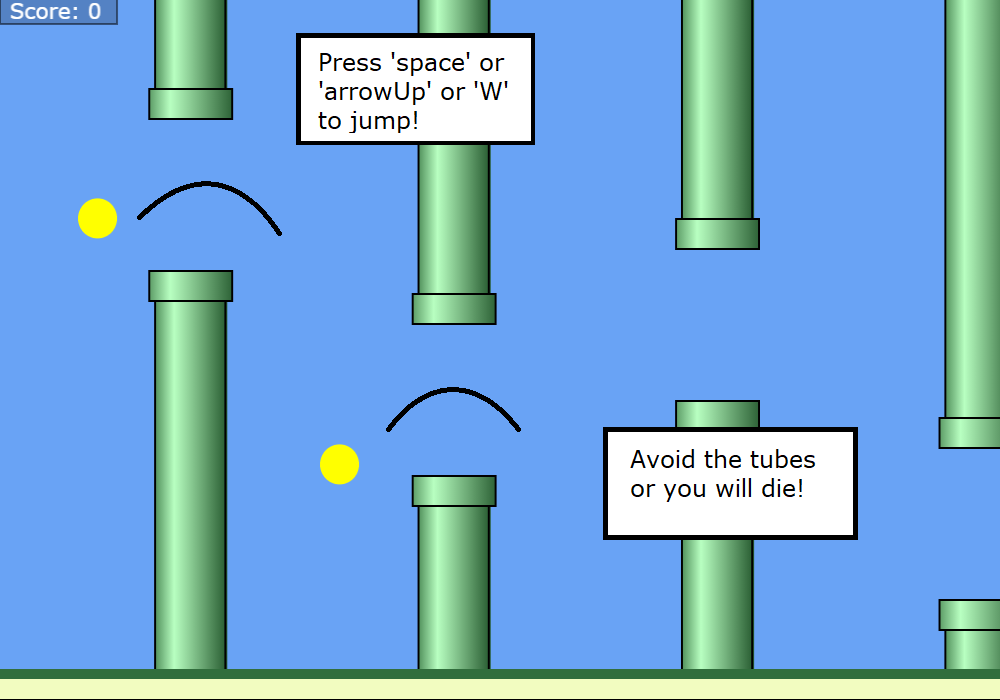 Score: 0
Press 'space' or
'arrowUp' or 'W'
to jump!
Avoid the tubes
or you will die!